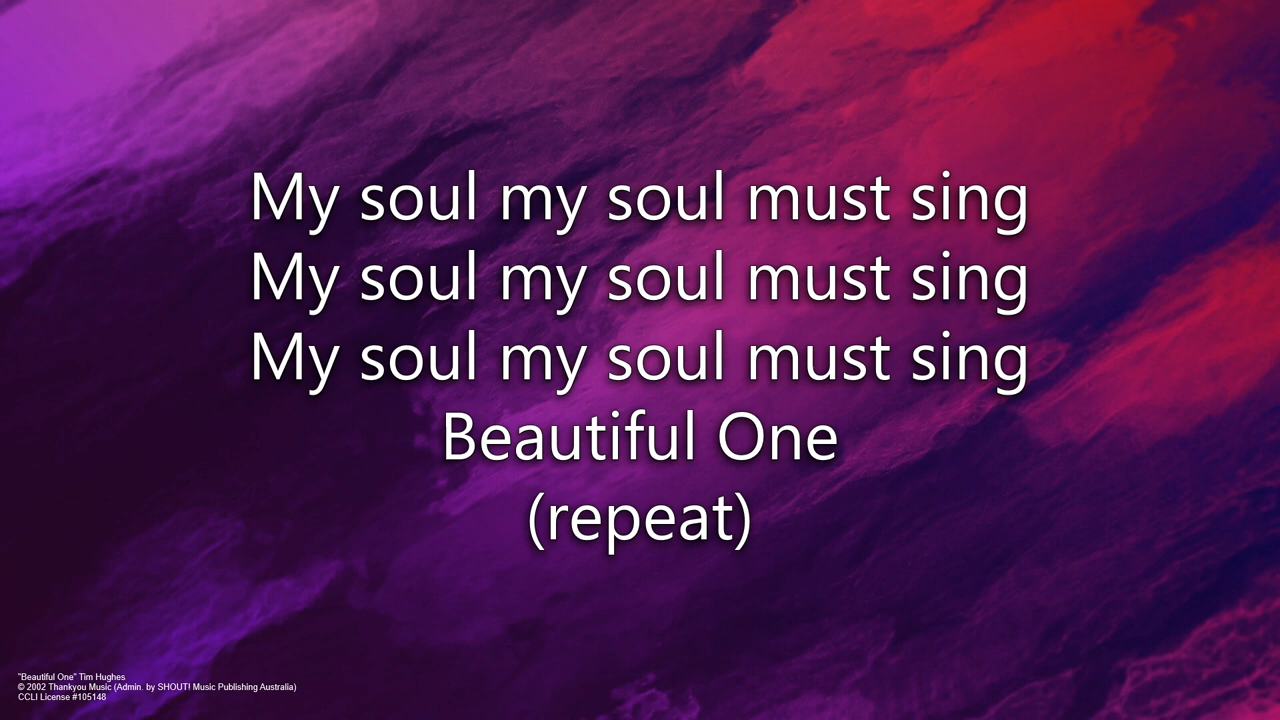 My soul my soul must sing
My soul my soul must sing
My soul my soul must sing
Beautiful One
(repeat)
"Beautiful One" Tim Hughes
© 2002 Thankyou Music (Admin. by SHOUT! Music Publishing Australia)
CCLI License #105148